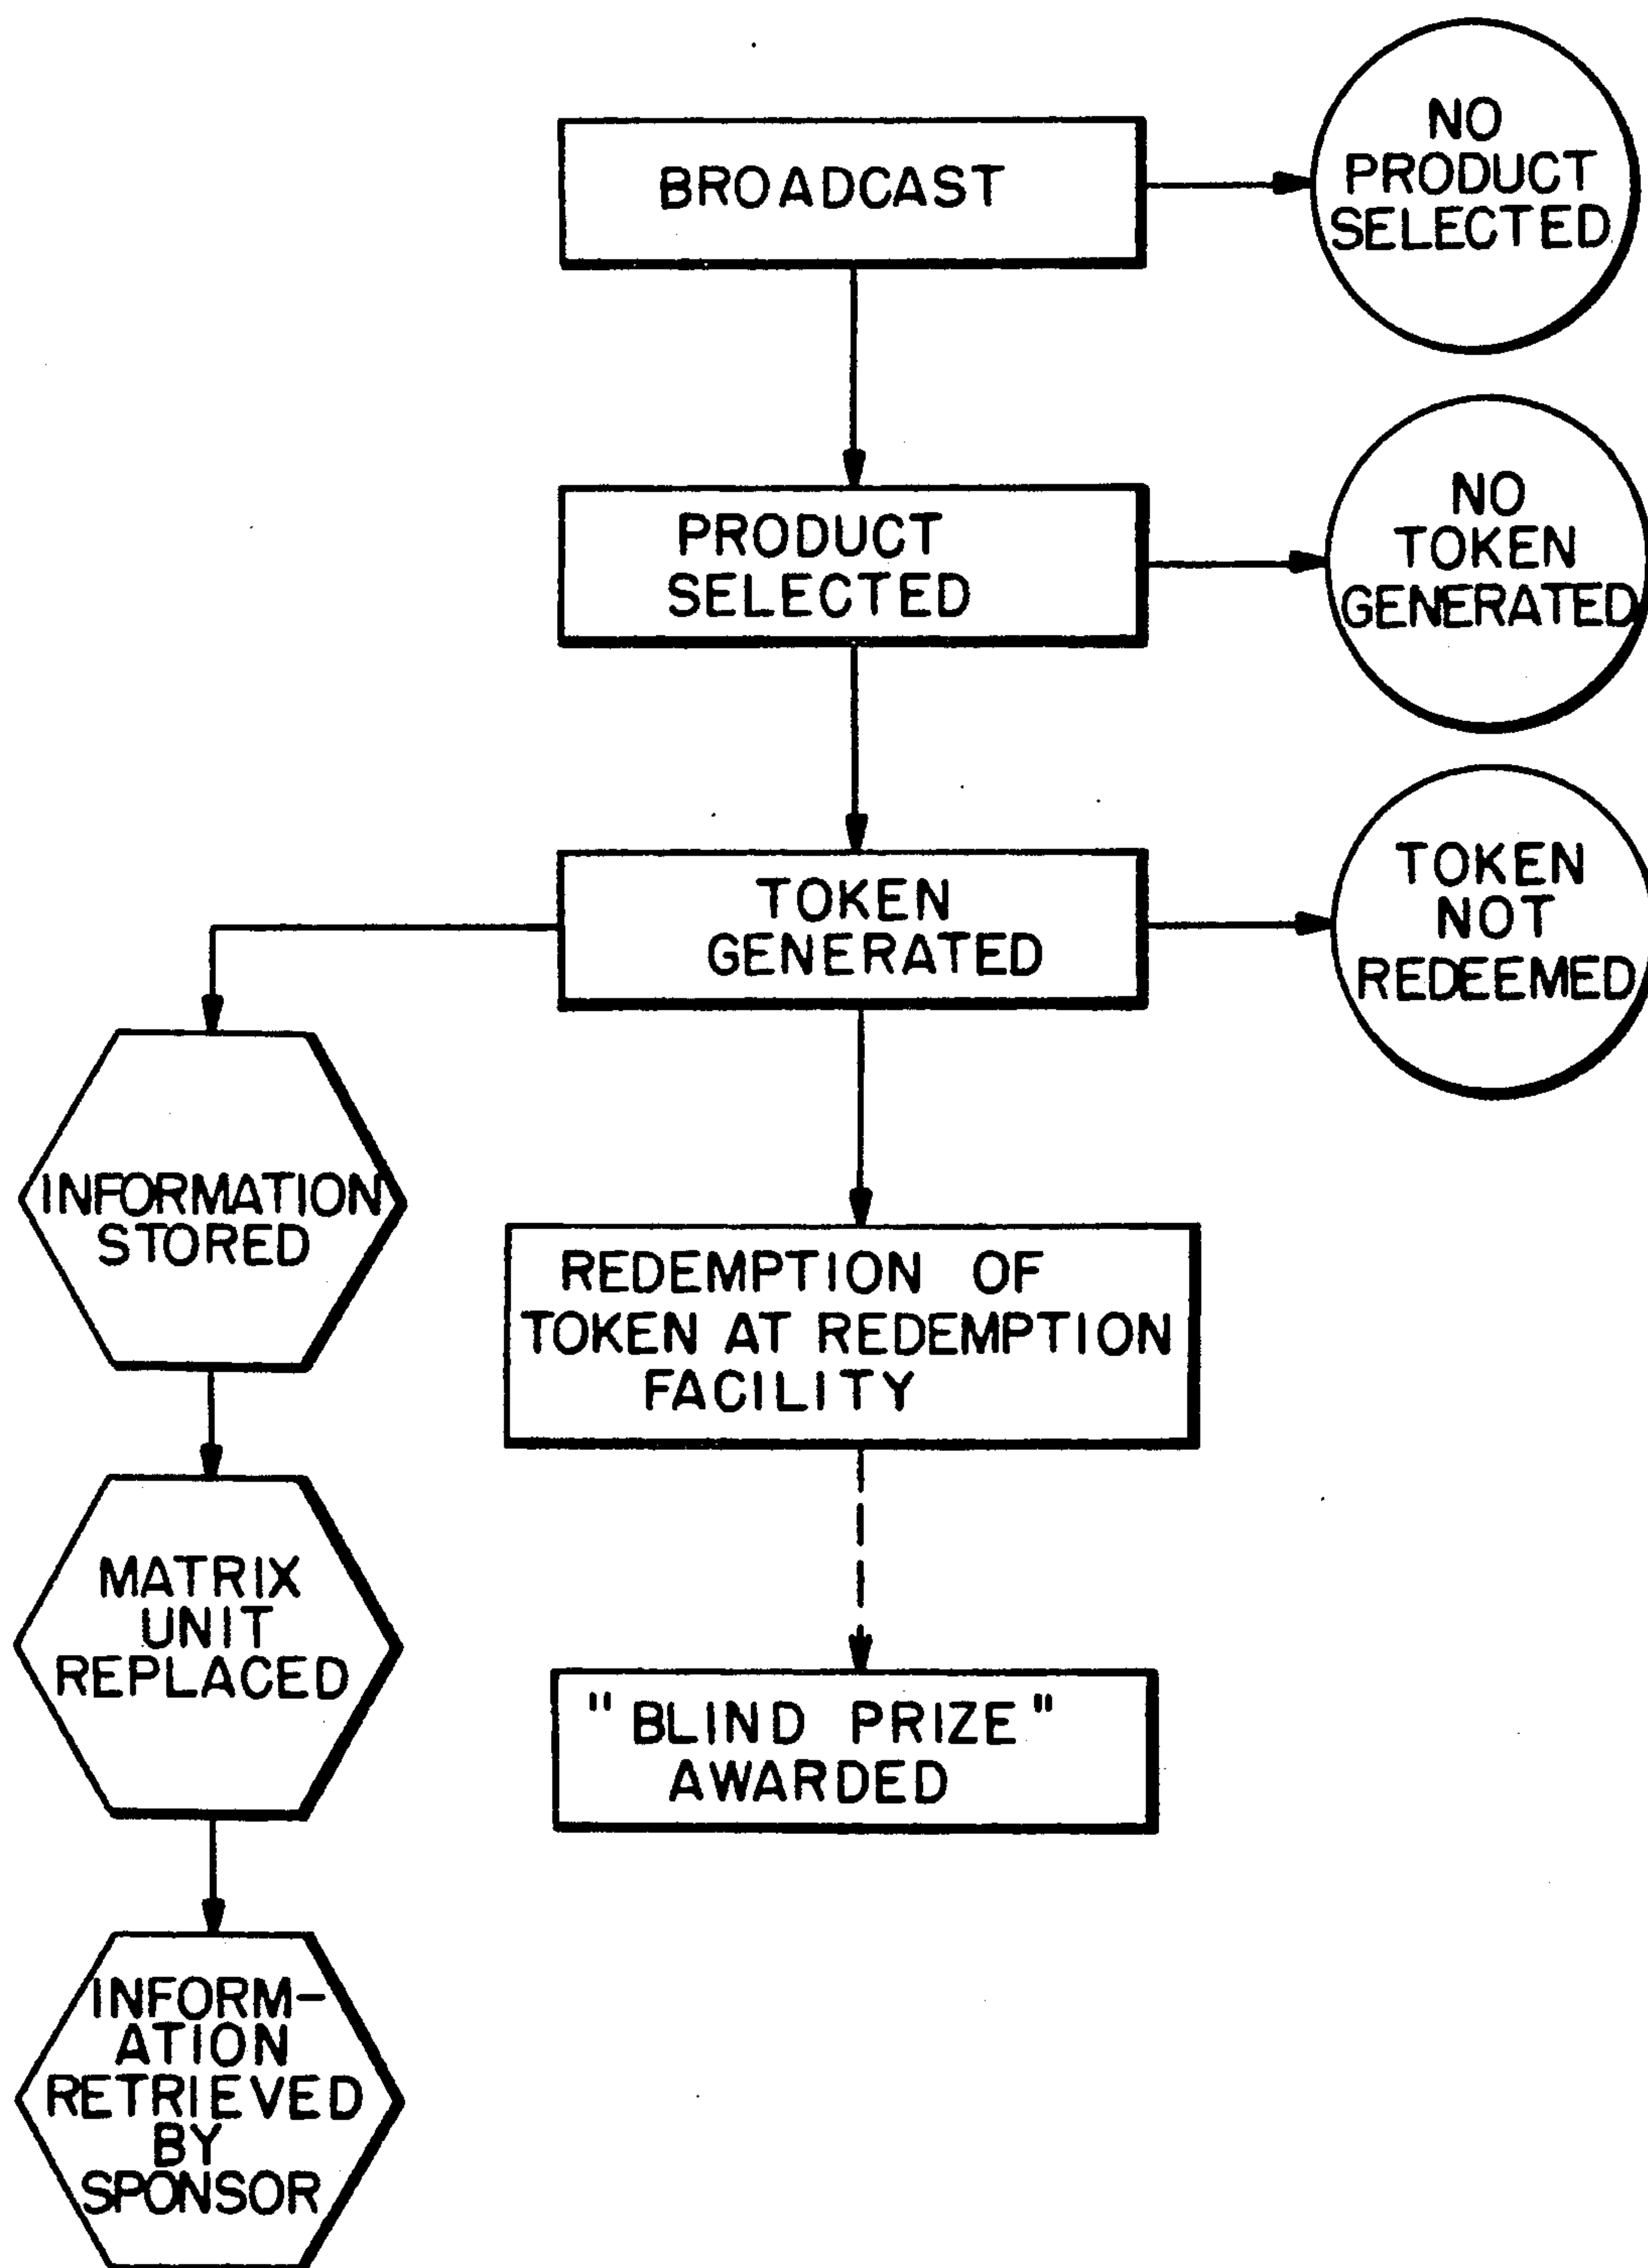 BROADCAST
NO
PRODUCT
SELECTED
PRODUCT
SELECTED
NO
TOKEN
GENERATED
TOKEN
GENERATED
TOKEN
NOT
REDEEMED
INFORMATION
STORED
REDEMPTION OF
TOKEN AT REDEMPTION
FACILITY
MATRIX
UNIT
REPLACED
"BLIND PRIZE"
AWARDED
INFORM-
ATION
RETRIEVED
BY
SPONSOR